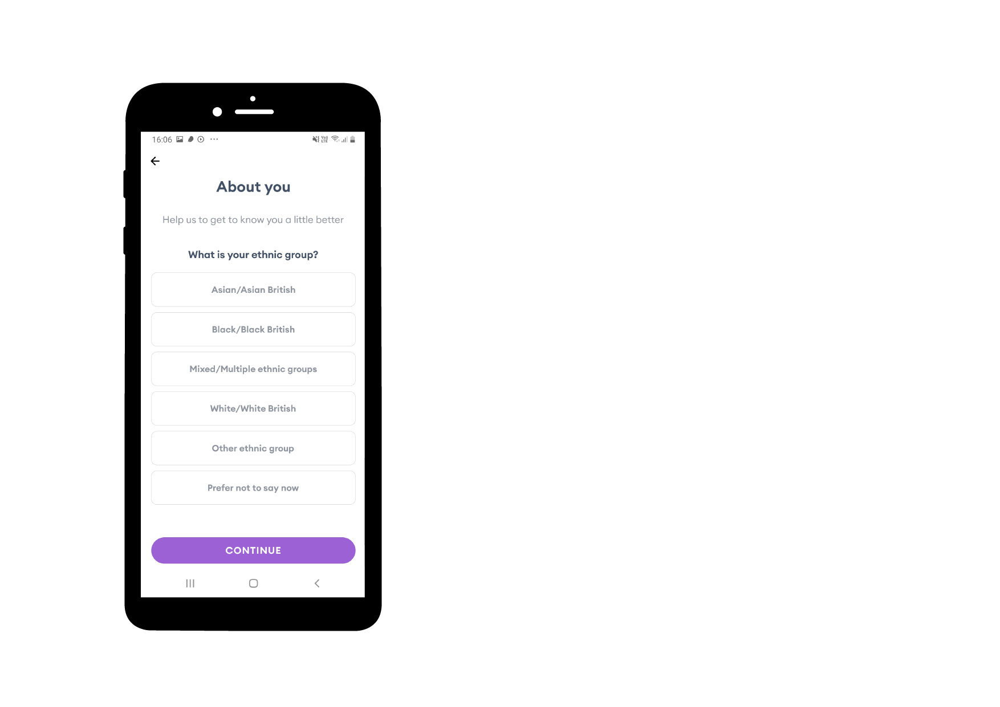 16:06
Vo) LTE
About you
Help us to get to know you a little better
What is your ethnic group?
Asian/Asian British
Black/Black British
Mixed/Multiple ethnic groups
White/White British
Other ethnic group
Prefer not to say now
CONTINUE